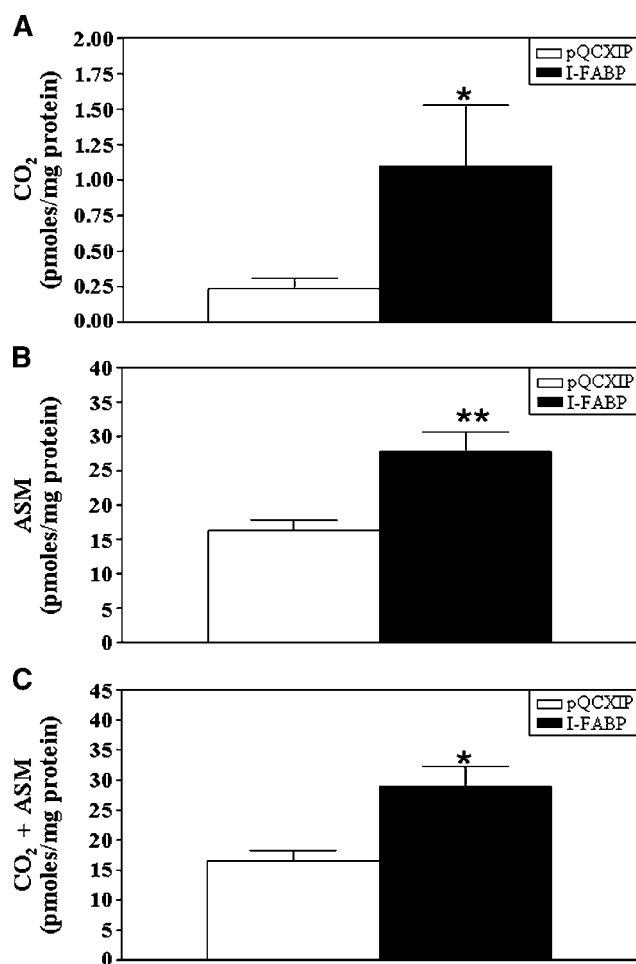 A
CO₂
(pmoles/mg protein)
2.00
1.75
1.50
1.25
1.00
0.75
0.50
0.25
0.00
pQCXIP
I-FABP
*
B
ASM
(pmoles/mg protein)
40
35
30
25
20
15
10
5
0
pQCXIP
I-FABP
**
C
CO₂ + ASM
(pmoles/mg protein)
45
40
35
30
25
20
15
10
5
0
pQCXIP
I-FABP
*